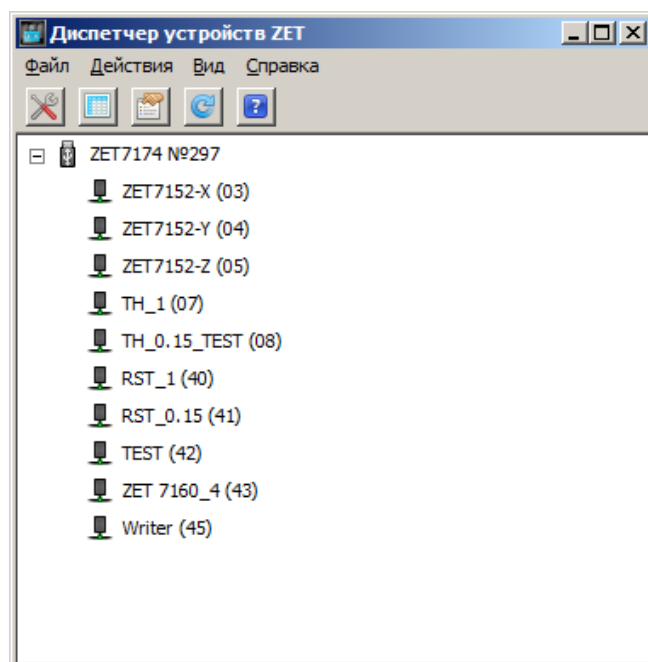 Диспетчер устройств ZET
Файл Действия Вид Справка
ZET7174 №297
ZET7152-X (03)
ZET7152-Y (04)
ZET7152-Z (05)
TH_1 (07)
TH_0.15_TEST (08)
RST_1 (40)
RST_0.15 (41)
TEST (42)
ZET 7160_4 (43)
Writer (45)